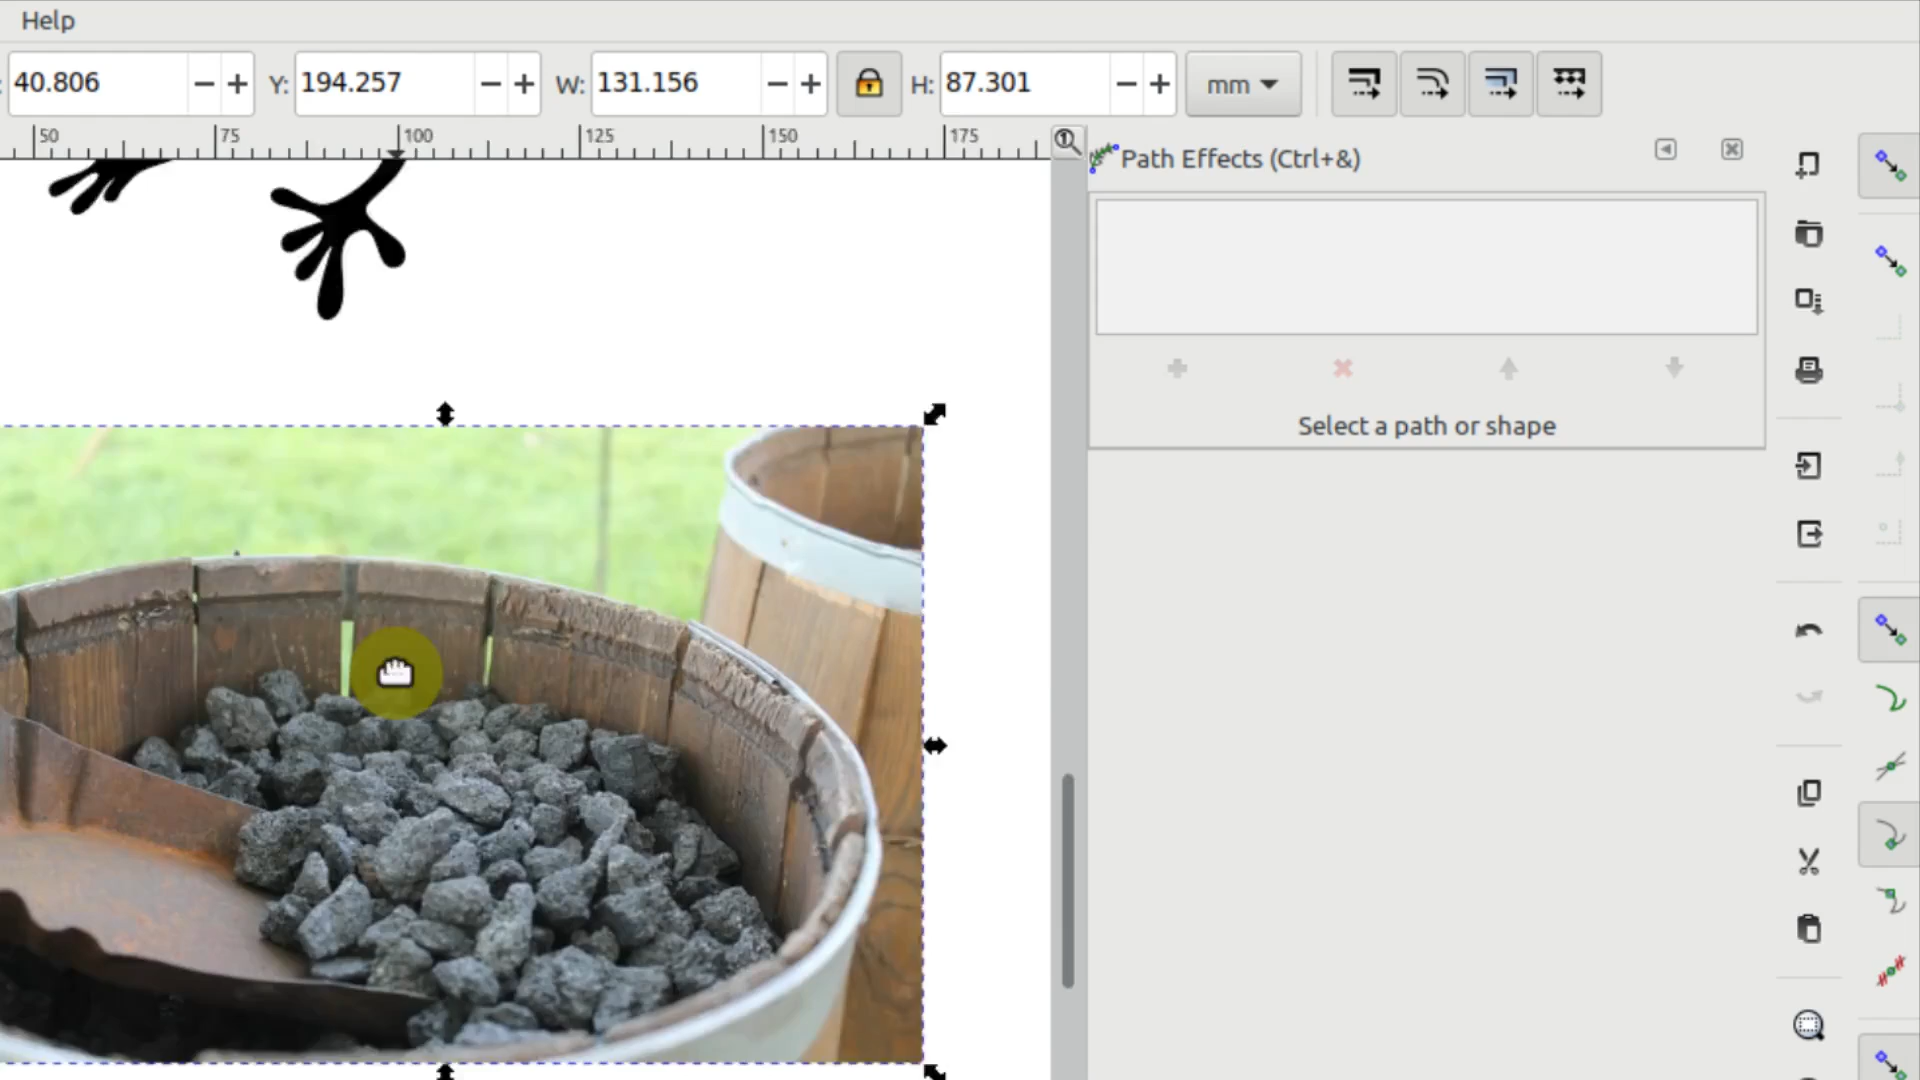 Help
: 40.806 − + Y: 194.257 − + W: 131.156 − + H: 87.301 − + mm
50 75 100 125 150 175
Path Effects (Ctrl+&)
Select a path or shape